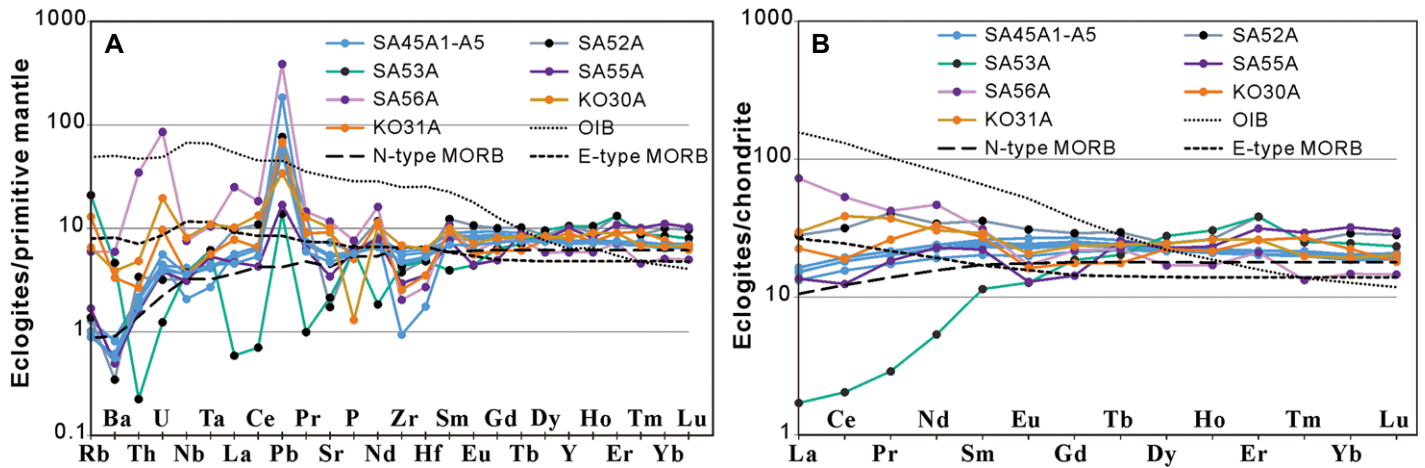 A
Eclogites/primitive mantle
1000
100
10
1
0.1
SA45A1-A5
SA52A
SA53A
SA55A
SA56A
KO30A
KO31A
OIB
N-type MORB
E-type MORB
Ba U Ta Ce Pr P Zr Sm Gd Dy Ho Tm Lu
Rb Th Nb La Pb Sr Nd Hf Eu Tb Y Er Yb
B
Eclogites/chondrite
1000
100
10
1
SA45A1-A5
SA52A
SA53A
SA55A
SA56A
KO30A
KO31A
OIB
N-type MORB
E-type MORB
Ce Nd Eu Tb Ho Tm Lu
La Pr Sm Gd Dy Er Yb